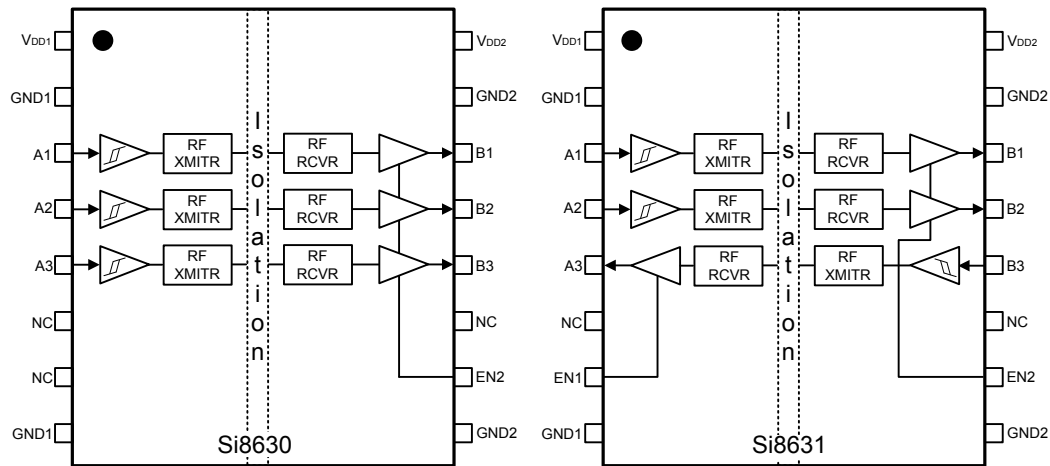 VDD1
VDD2
GND1
GND2
A1
RF XMITR
RF RCVR
B1
A2
RF XMITR
RF RCVR
B2
A3
RF XMITR
RF RCVR
B3
NC
NC
NC
EN2
GND1
GND2
Isolation
Si8630
VDD1
VDD2
GND1
GND2
A1
RF XMITR
RF RCVR
B1
A2
RF XMITR
RF RCVR
B2
A3
RF RCVR
RF XMITR
B3
NC
NC
EN1
EN2
GND1
GND2
Isolation
Si8631